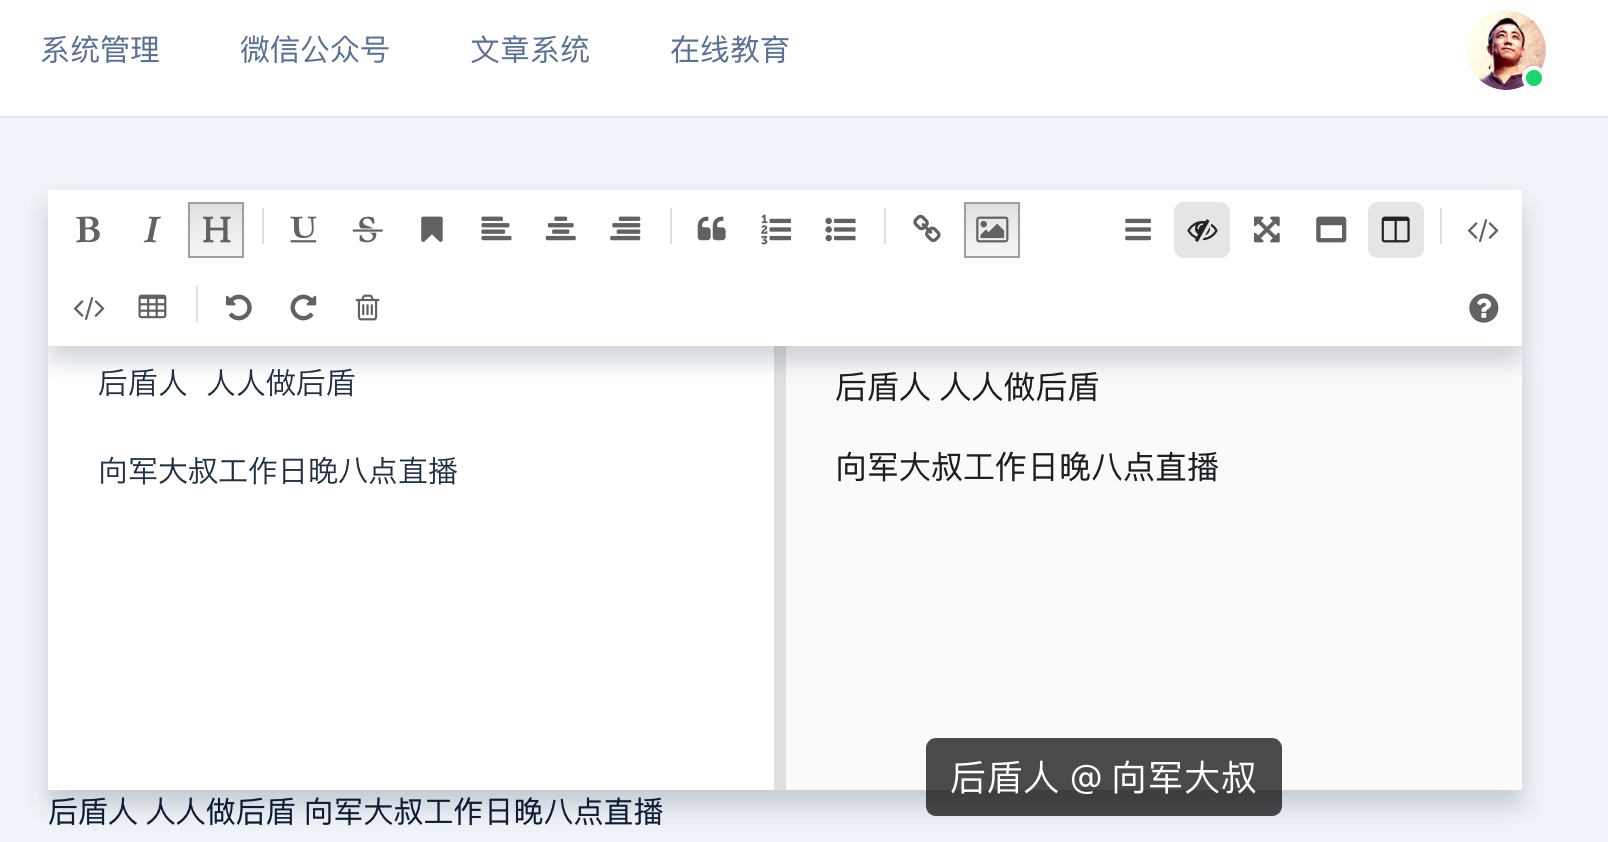 系统管理 微信公众号 文章系统 在线教育
B I H U S
后盾人 人人做后盾
向军大叔工作日晚八点直播
后盾人 人人做后盾
向军大叔工作日晚八点直播
后盾人 @ 向军大叔
后盾人 人人做后盾 向军大叔工作日晚八点直播